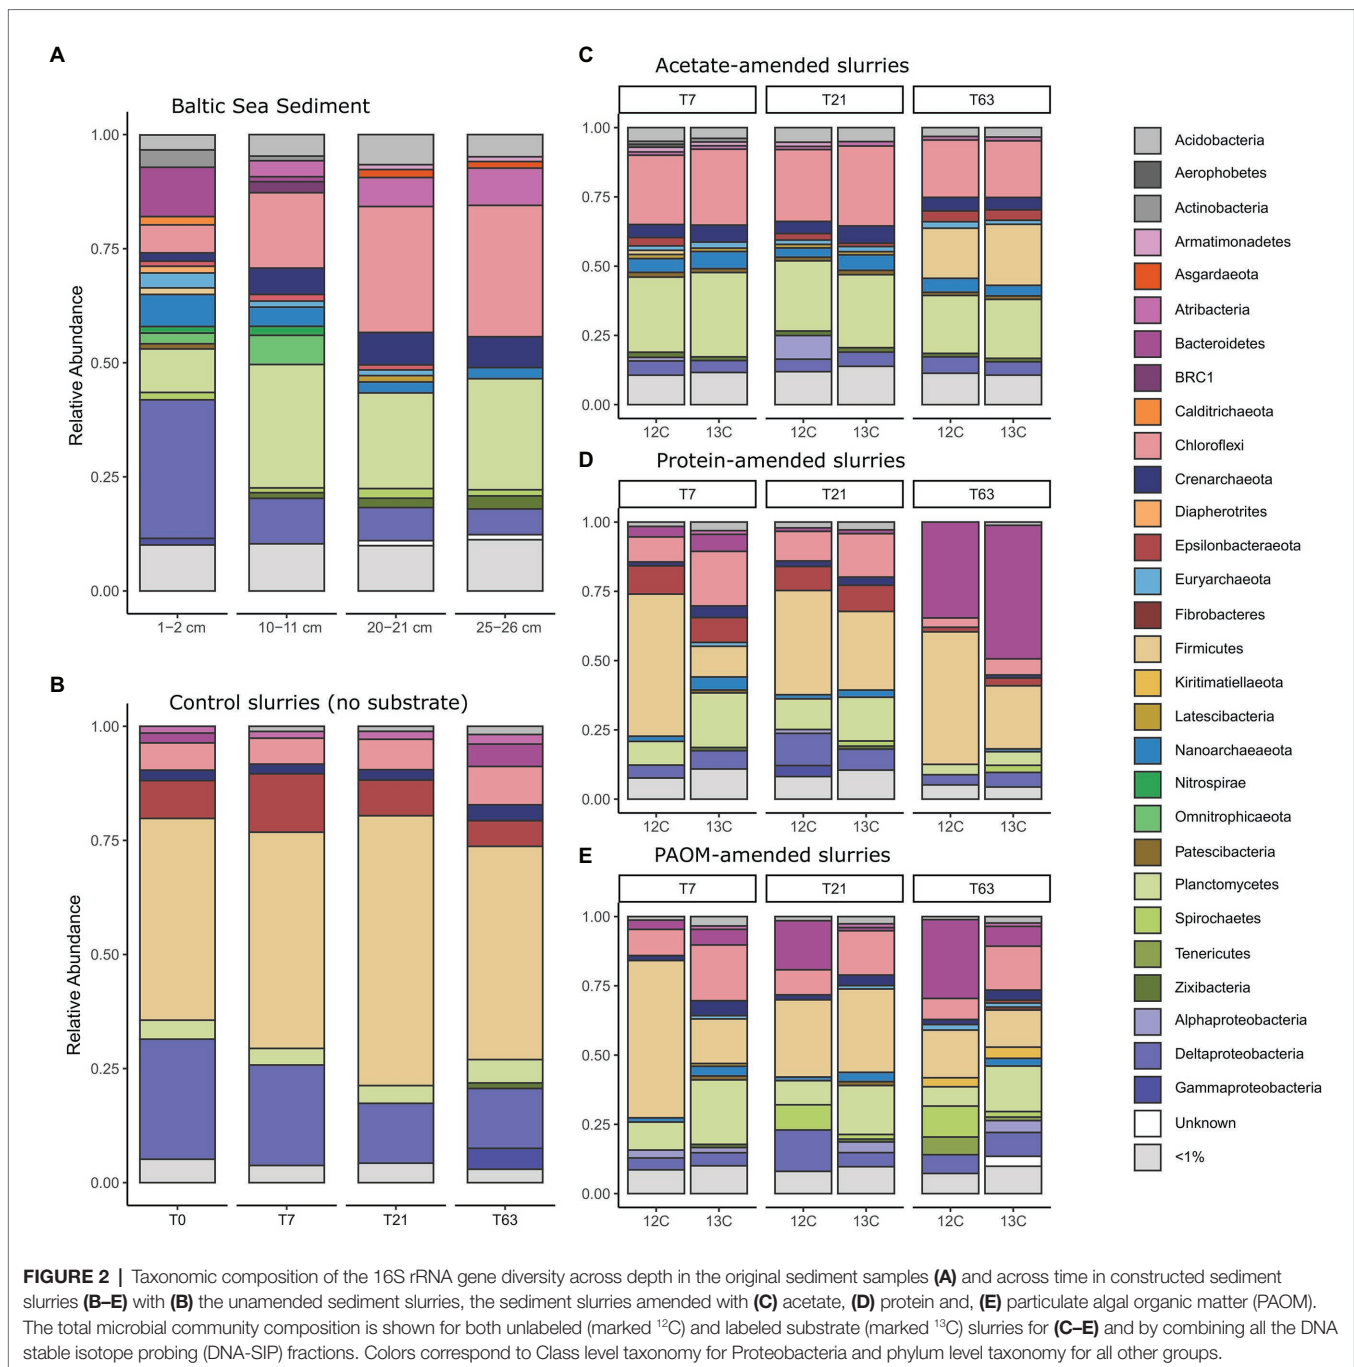 A
Baltic Sea Sediment
1.00
0.75
0.50
0.25
0.00
Relative Abundance
1−2 cm
10−11 cm
20−21 cm
25−26 cm
B
Control slurries (no substrate)
1.00
0.75
0.50
0.25
0.00
Relative Abundance
T0
T7
T21
T63
C
Acetate-amended slurries
T7
T21
T63
1.00
0.75
0.50
0.25
0.00
12C
13C
12C
13C
12C
13C
D
Protein-amended slurries
T7
T21
T63
1.00
0.75
0.50
0.25
0.00
12C
13C
12C
13C
12C
13C
E
PAOM-amended slurries
T7
T21
T63
1.00
0.75
0.50
0.25
0.00
12C
13C
12C
13C
12C
13C
Acidobacteria
Aerophobetes
Actinobacteria
Armatimonadetes
Asgardaeota
Atribacteria
Bacteroidetes
BRC1
Calditrichaeota
Chloroflexi
Crenarchaeota
Diapherotrites
Epsilonbacteraeota
Euryarchaeota
Fibrobacteres
Firmicutes
Kiritimatiellaeota
Latescibacteria
Nanoarchaeaeota
Nitrospirae
Omnitrophicaeota
Patescibacteria
Planctomycetes
Spirochaetes
Tenericutes
Zixibacteria
Alphaproteobacteria
Deltaproteobacteria
Gammaproteobacteria
Unknown
<1%
FIGURE 2 | Taxonomic composition of the 16S rRNA gene diversity across depth in the original sediment samples (A) and across time in constructed sediment
slurries (B–E) with (B) the unamended sediment slurries, the sediment slurries amended with (C) acetate, (D) protein and, (E) particulate algal organic matter (PAOM).
The total microbial community composition is shown for both unlabeled (marked ¹²C) and labeled substrate (marked ¹³C) slurries for (C–E) and by combining all the DNA
stable isotope probing (DNA-SIP) fractions. Colors correspond to Class level taxonomy for Proteobacteria and phylum level taxonomy for all other groups.